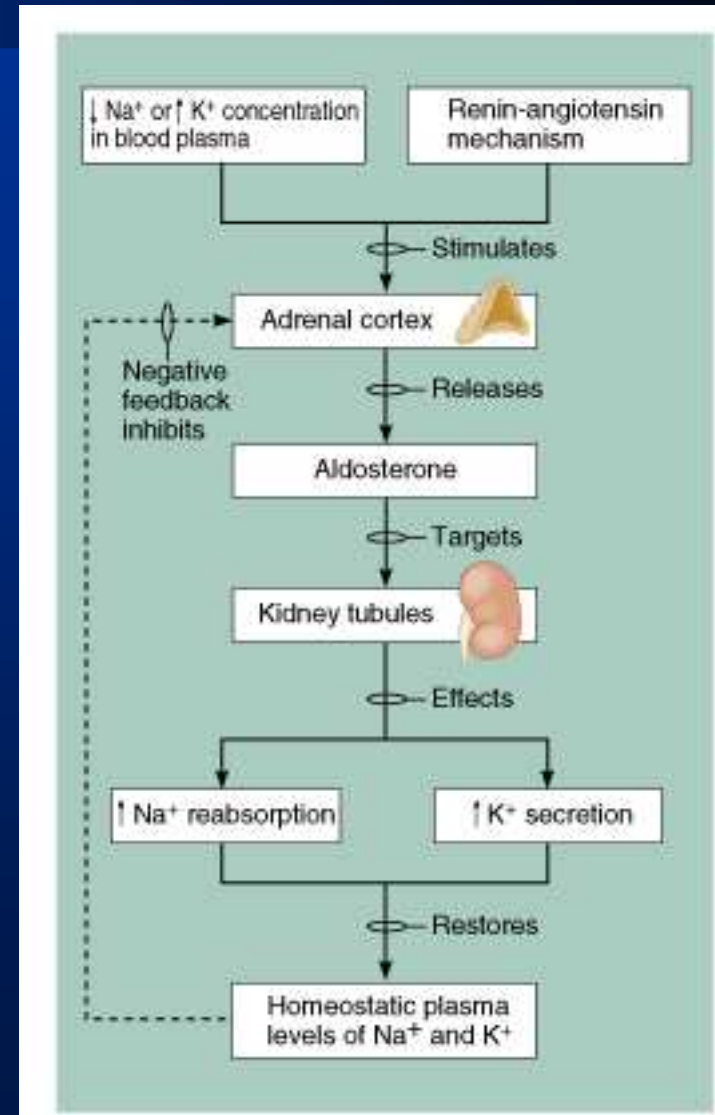 ↓ Na⁺ or ↑ K⁺ concentration
in blood plasma
Renin-angiotensin
mechanism
Stimulates
Adrenal cortex
Negative
feedback
inhibits
Releases
Aldosterone
Targets
Kidney tubules
Effects
↑ Na⁺ reabsorption
↑ K⁺ secretion
Restores
Homeostatic plasma
levels of Na⁺ and K⁺